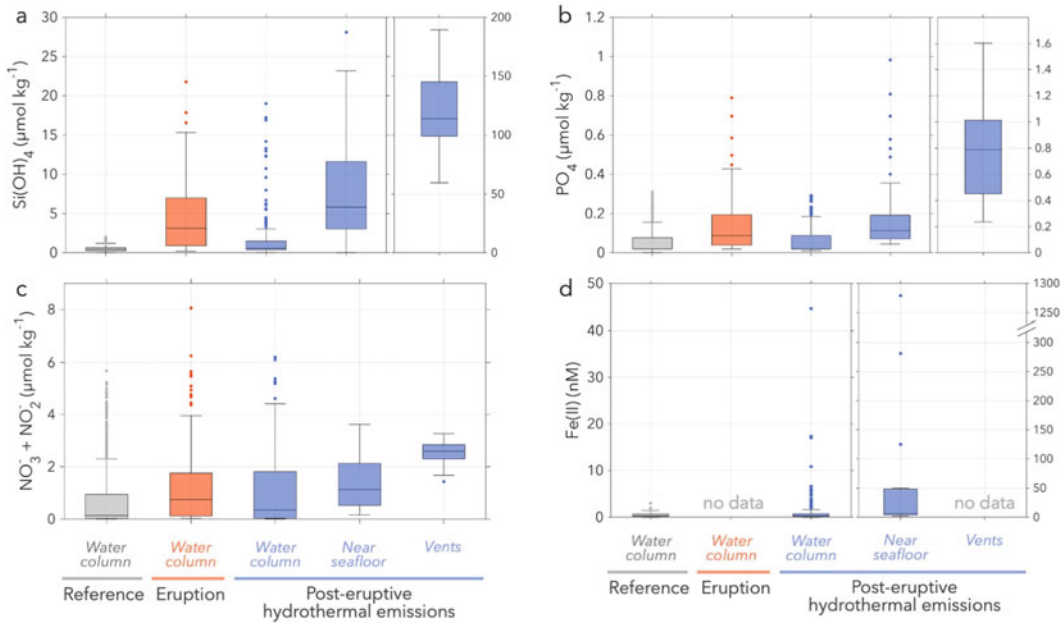 a
Si(OH)4 (μmol kg-1)
30
25
20
15
10
5
0
200
150
100
50
0
b
PO4 (μmol kg-1)
1.2
1
0.8
0.6
0.4
0.2
0
1.6
1.4
1.2
1
0.8
0.6
0.4
0.2
0
c
NO3- + NO2- (μmol kg-1)
8
6
4
2
0
d
Fe(II) (nM)
50
40
30
20
10
0
1300
1250
300
250
200
150
100
50
0
no data
no data
Water
column
Water
column
Water
column
Near
seafloor
Vents
Reference
Eruption
Post-eruptive
hydrothermal emissions
Water
column
Water
column
Water
column
Near
seafloor
Vents
Reference
Eruption
Post-eruptive
hydrothermal emissions